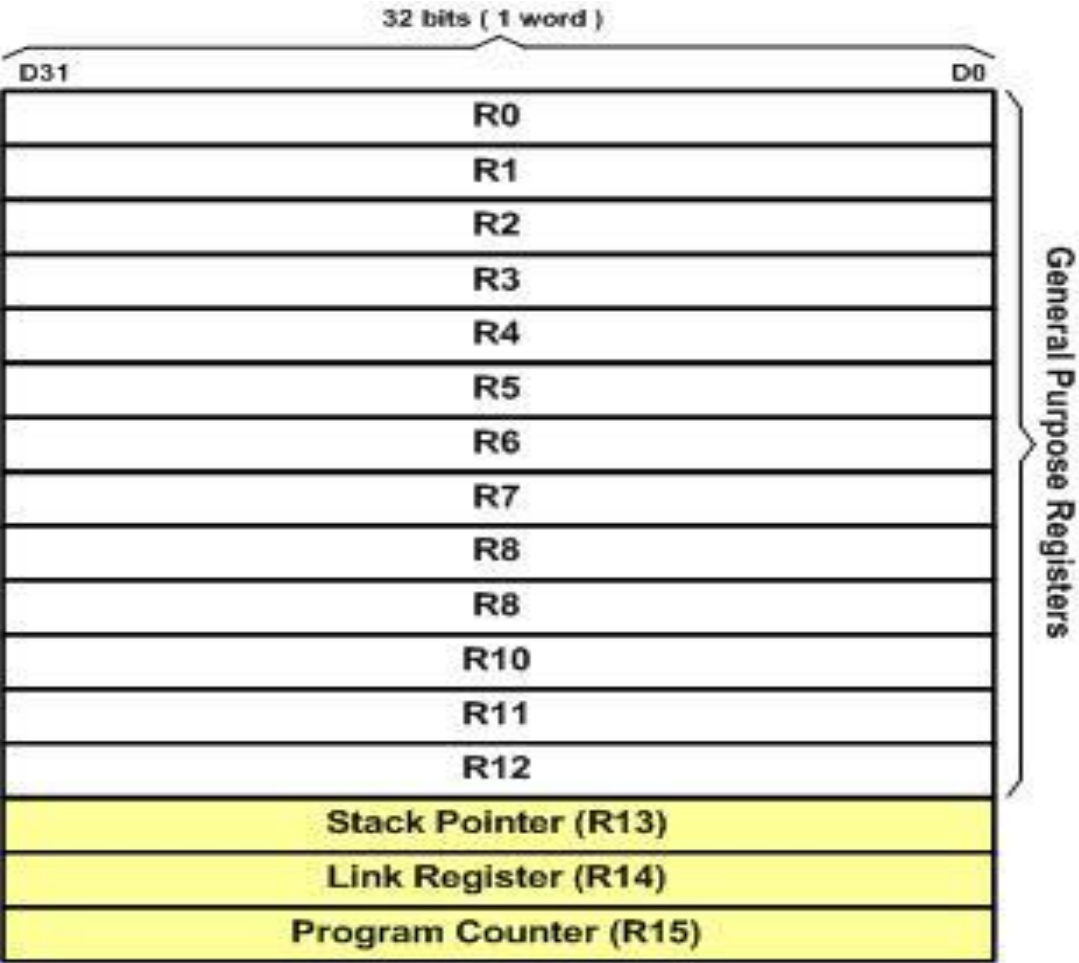 32 bits ( 1 word )
D31
D0
R0
R1
R2
R3
R4
R5
R6
R7
R8
R8
R10
R11
R12
Stack Pointer (R13)
Link Register (R14)
Program Counter (R15)
General Purpose Registers